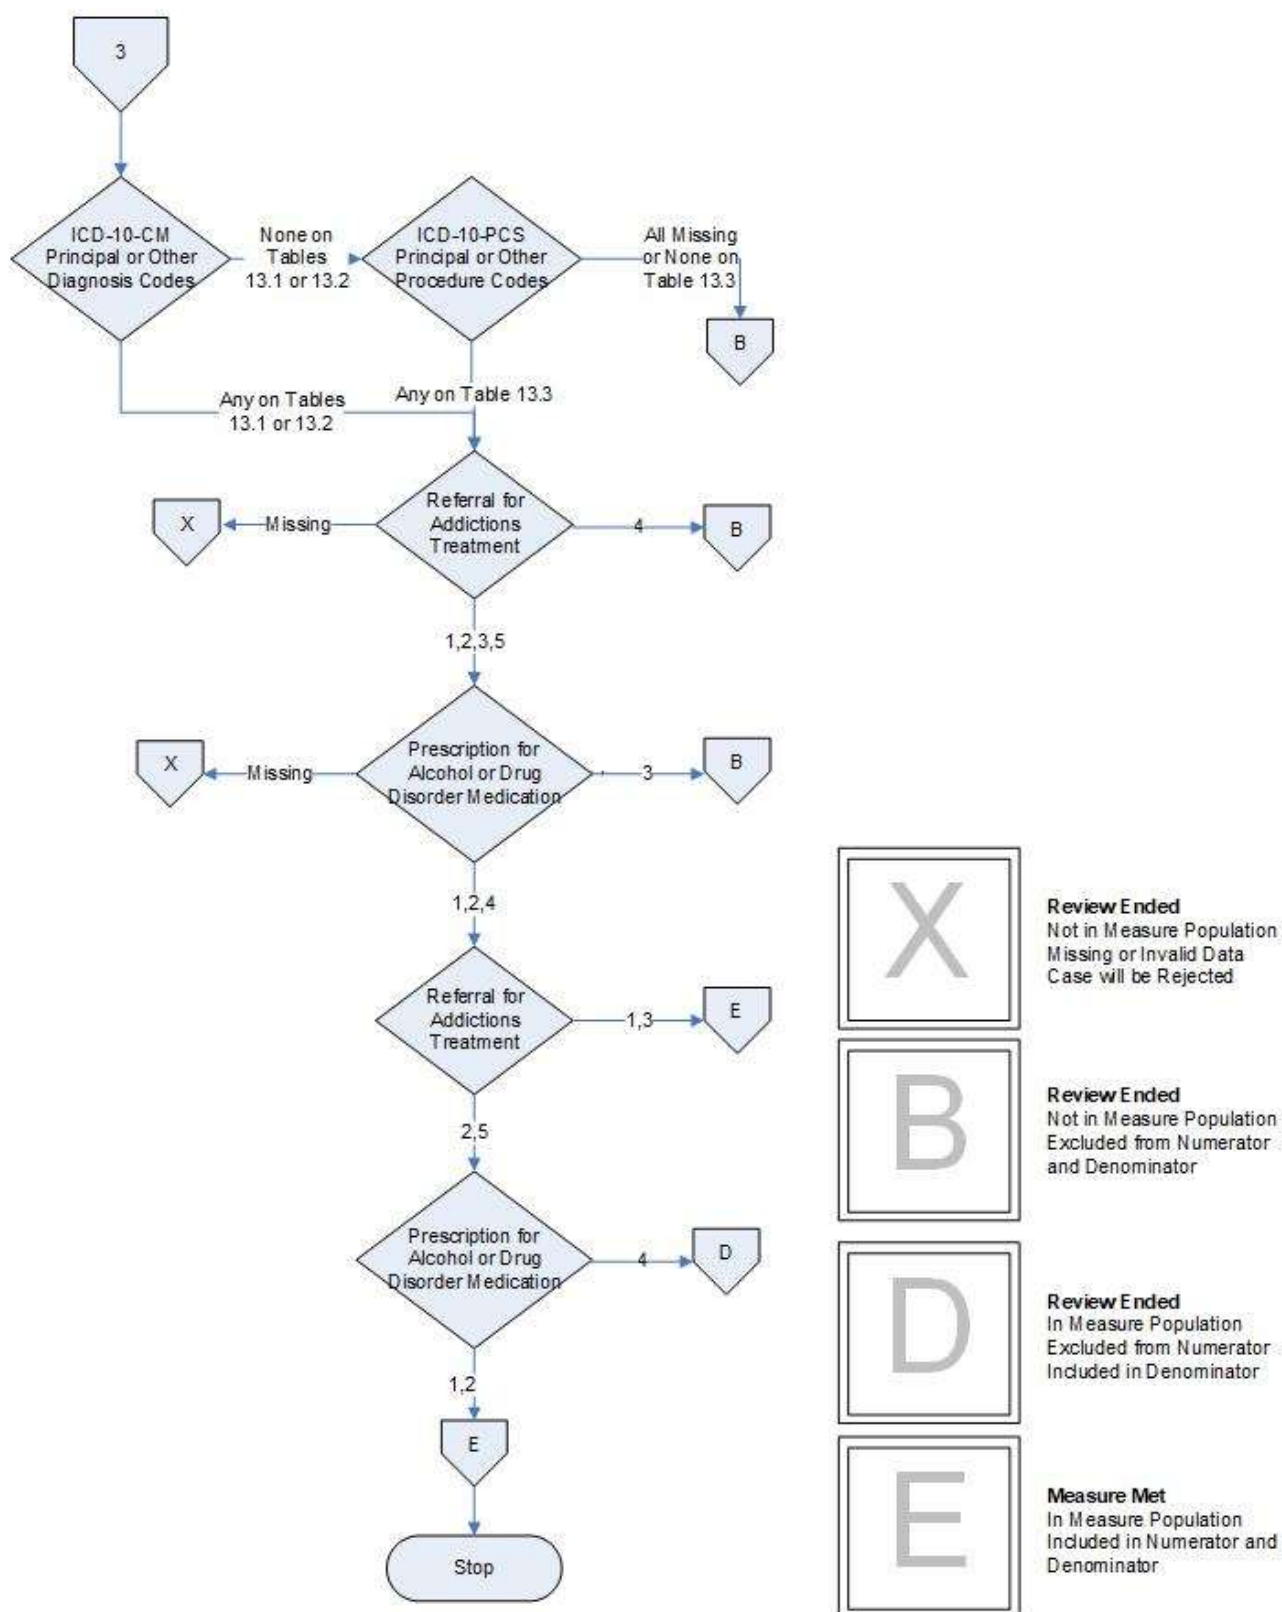 3
ICD-10-CM
Principal or Other
Diagnosis Codes
None on
Tables
13.1 or 13.2
ICD-10-PCS
Principal or Other
Procedure Codes
All Missing
or None on
Table 13.3
B
Any on Tables
13.1 or 13.2
Any on Table 13.3
X
Missing
Referral for
Addictions
Treatment
4
B
1,2,3,5
X
Missing
Prescription for
Alcohol or Drug
Disorder Medication
3
B
1,2,4
Referral for
Addictions
Treatment
1,3
E
2,5
Prescription for
Alcohol or Drug
Disorder Medication
4
D
1,2
E
Stop
X
Review Ended
Not in Measure Population
Missing or Invalid Data
Case will be Rejected
B
Review Ended
Not in Measure Population
Excluded from Numerator
and Denominator
D
Review Ended
In Measure Population
Excluded from Numerator
Included in Denominator
E
Measure Met
In Measure Population
Included in Numerator and
Denominator